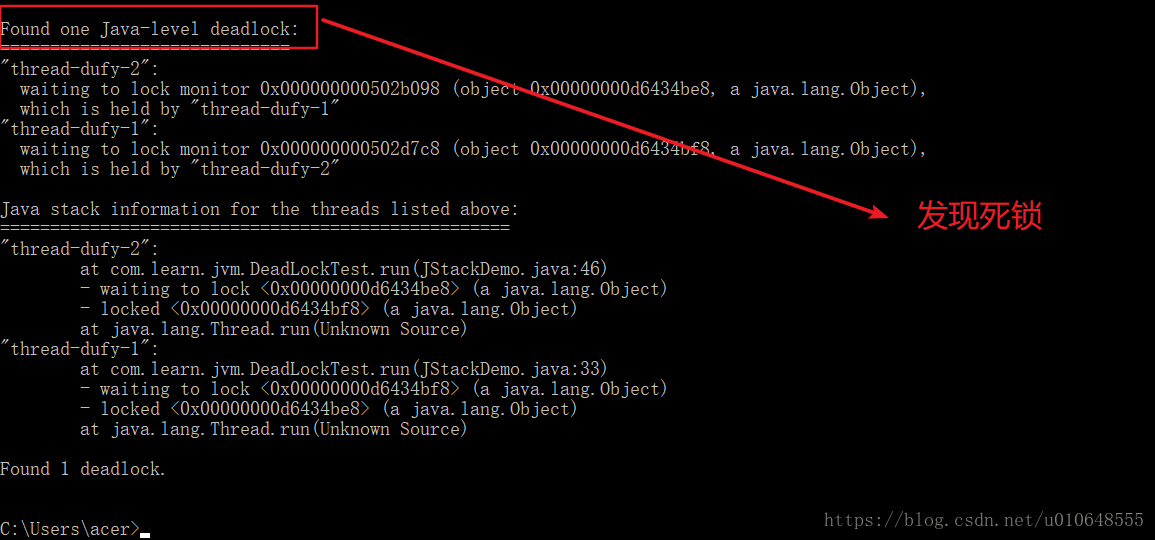 Found one Java-level deadlock:
=============================
"thread-dufy-2":
  waiting to lock monitor 0x000000000502b098 (object 0x00000000d6434be8, a java.lang.Object),
  which is held by "thread-dufy-1"
"thread-dufy-1":
  waiting to lock monitor 0x000000000502d7c8 (object 0x00000000d6434bf8, a java.lang.Object),
  which is held by "thread-dufy-2"
Java stack information for the threads listed above:
发现死锁
===================================================
"thread-dufy-2":
        at com.learn.jvm.DeadLockTest.run(JStackDemo.java:46)
        - waiting to lock <0x00000000d6434be8> (a java.lang.Object)
        - locked <0x00000000d6434bf8> (a java.lang.Object)
        at java.lang.Thread.run(Unknown Source)
"thread-dufy-1":
        at com.learn.jvm.DeadLockTest.run(JStackDemo.java:33)
        - waiting to lock <0x00000000d6434bf8> (a java.lang.Object)
        - locked <0x00000000d6434be8> (a java.lang.Object)
        at java.lang.Thread.run(Unknown Source)
Found 1 deadlock.
C:\Users\acer>
https://blog.csdn.net/u010648555